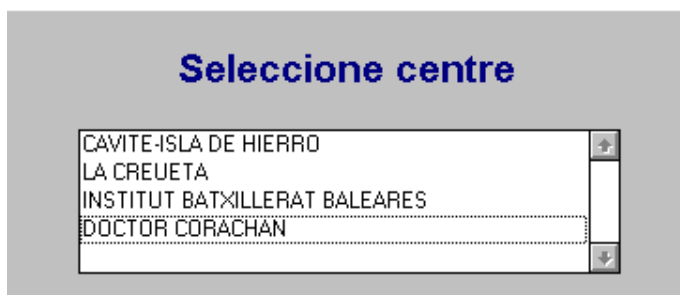 Seleccione centre
CAVITE-ISLA DE HIERRO
LA CREUETA
INSTITUT BATXILLERAT BALEARES
DOCTOR CORACHAN